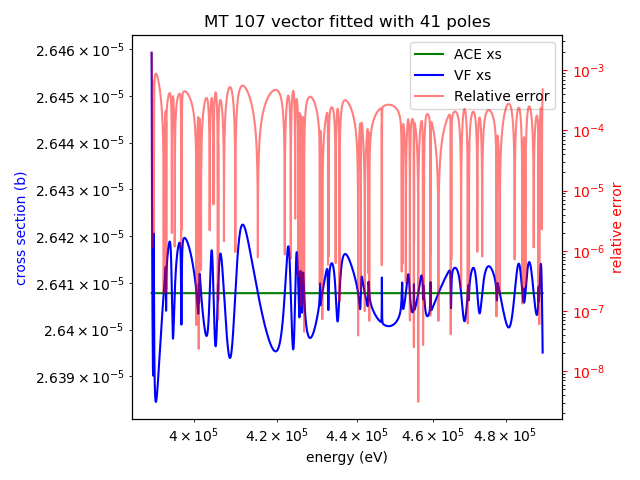 MT 107 vector fitted with 41 poles
ACE xs
VF xs
Relative error
cross section (b)
2.646 × 10⁻⁵
2.645 × 10⁻⁵
2.644 × 10⁻⁵
2.643 × 10⁻⁵
2.642 × 10⁻⁵
2.641 × 10⁻⁵
2.64 × 10⁻⁵
2.639 × 10⁻⁵
10⁻³
10⁻⁴
10⁻⁵
10⁻⁶
10⁻⁷
10⁻⁸
relative error
4 × 10⁵ 4.2 × 10⁵ 4.4 × 10⁵ 4.6 × 10⁵ 4.8 × 10⁵
energy (eV)